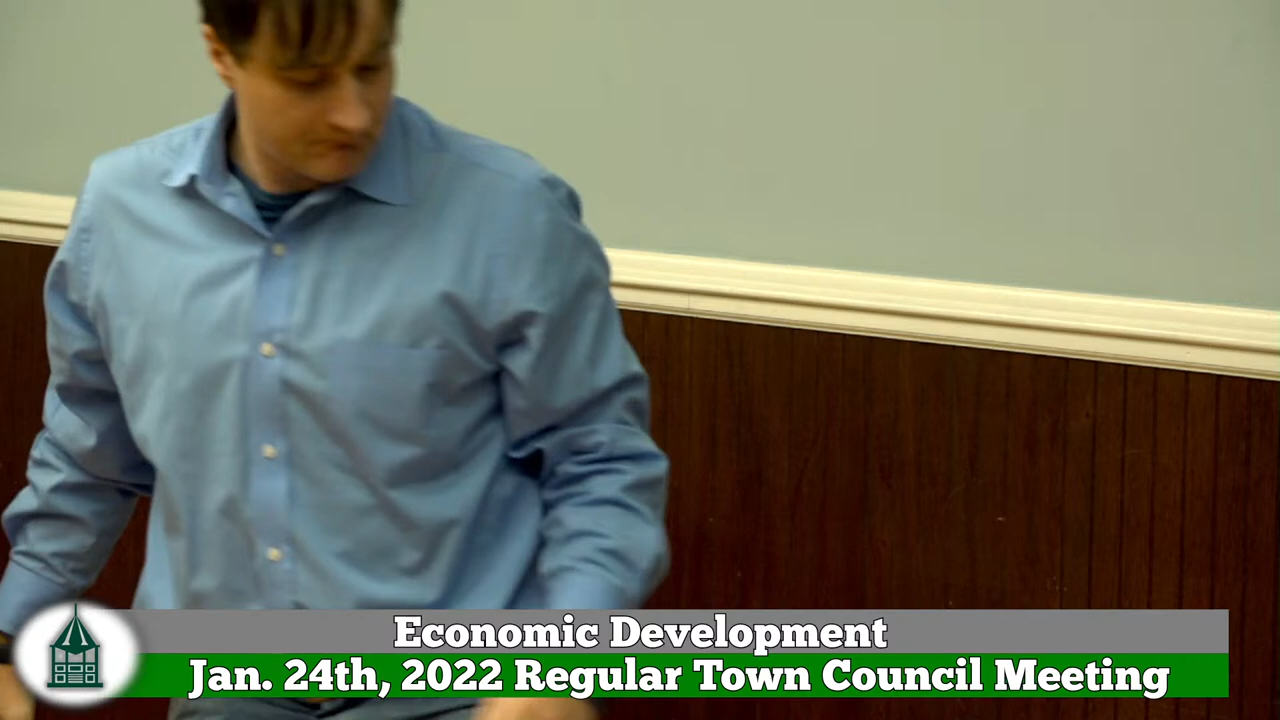 Economic Development
Jan. 24th, 2022 Regular Town Council Meeting